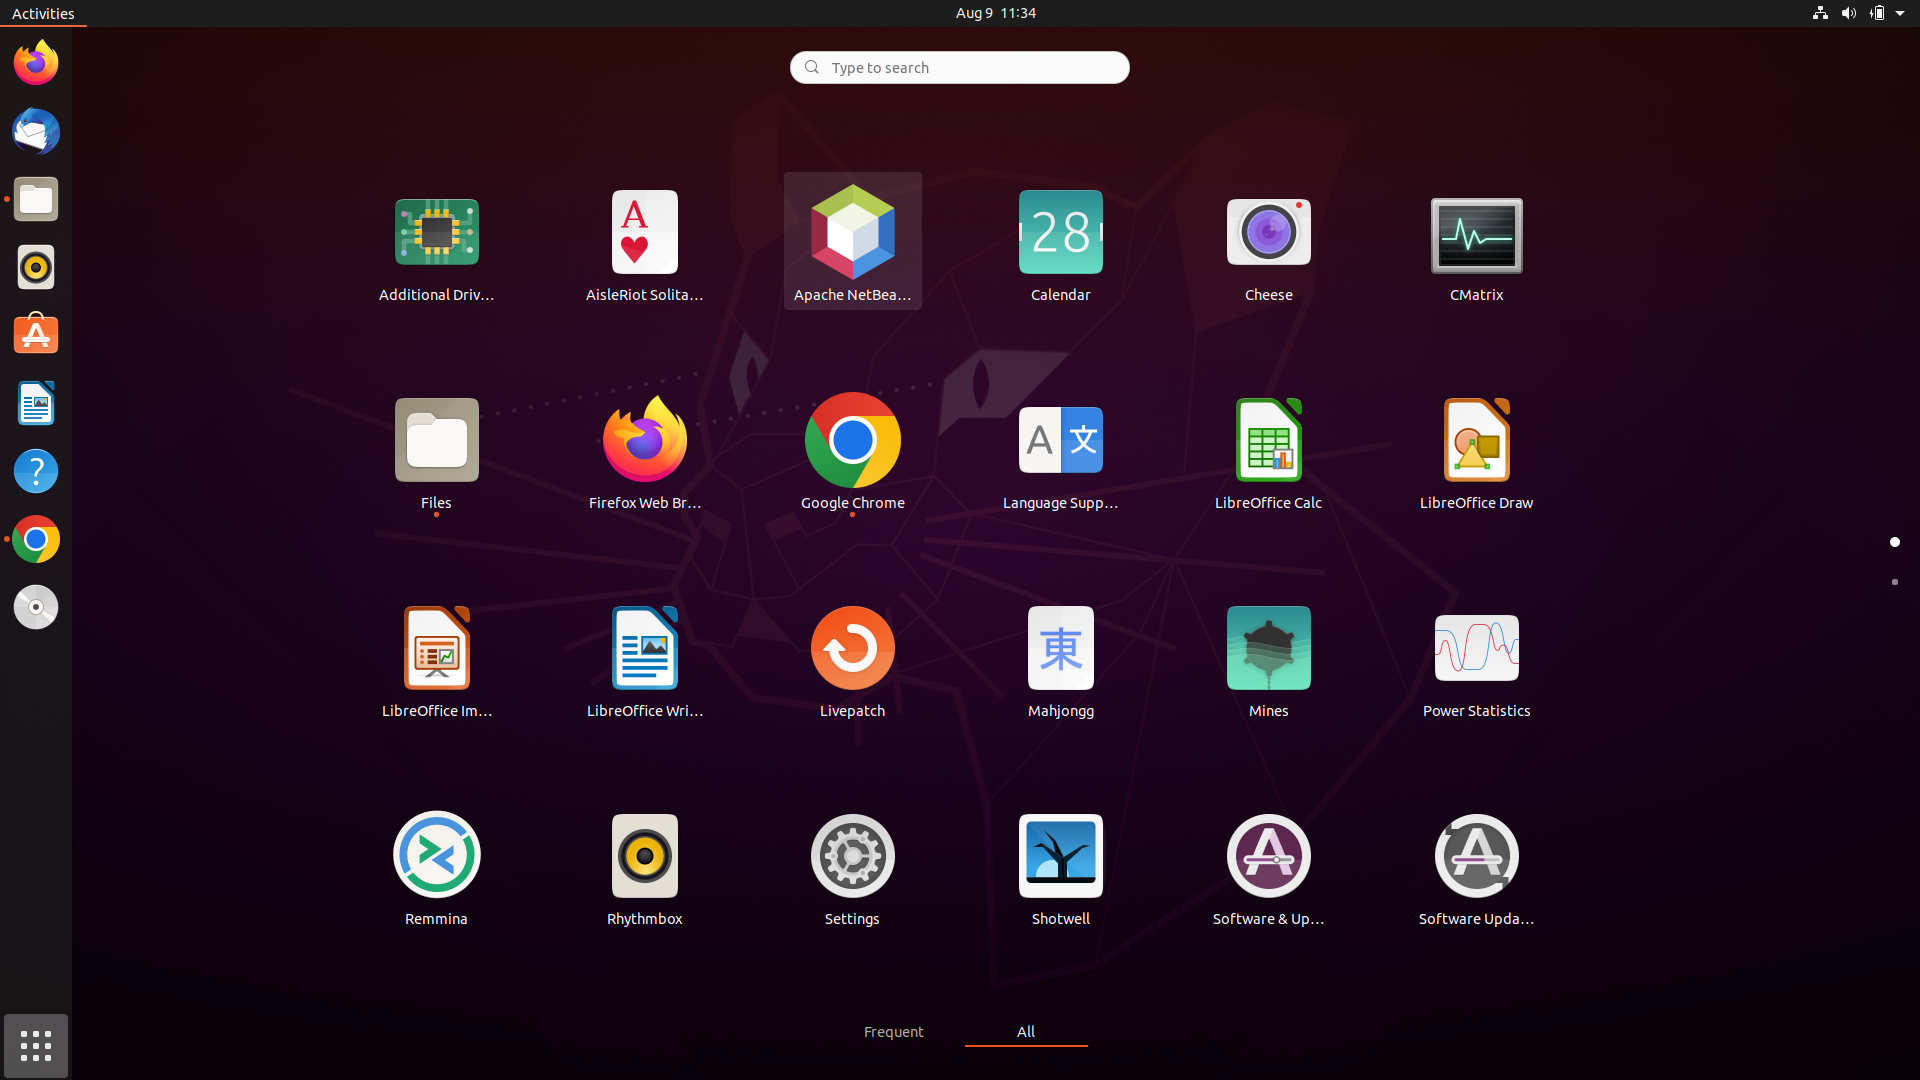 Activities
Aug 9 11:34
Type to search
Additional Driv...
AisleRiot Solita...
Apache NetBea...
Calendar
Cheese
CMatrix
Files
Firefox Web Br...
Google Chrome
Language Supp...
LibreOffice Calc
LibreOffice Draw
LibreOffice Im...
LibreOffice Wri...
Livepatch
Mahjongg
Mines
Power Statistics
Remmina
Rhythmbox
Settings
Shotwell
Software & Up...
Software Upda...
Frequent
All
A
28
A 文
東
?